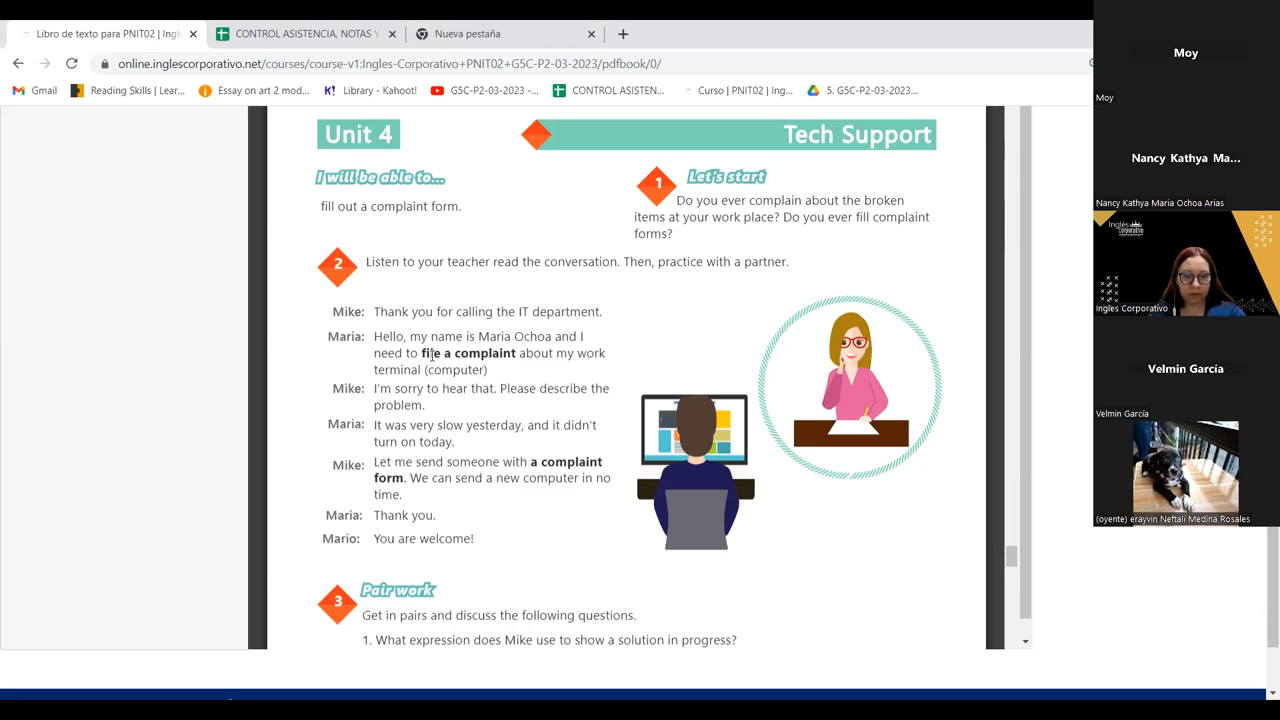 Libro de texto para PNIT02 | Ingl
CONTROL ASISTENCIA, NOTAS Y
Nueva pestaña
online.inglescorporativo.net/courses/course-v1:Ingles-Corporativo+PNIT02+G5C-P2-03-2023/pdfbook/0/
Gmail
Reading Skills | Lear...
Essay on art 2 mod...
Library - Kahoot!
G5C-P2-03-2023 -...
CONTROL ASISTEN...
Curso | PNIT02 | Ing...
5. G5C-P2-03-2023...
Unit 4
Tech Support
I will be able to...
fill out a complaint form.
1
Let's start
Do you ever complain about the broken
items at your work place? Do you ever fill complaint
forms?
2
Listen to your teacher read the conversation. Then, practice with a partner.
Mike: Thank you for calling the IT department.
Maria: Hello, my name is Maria Ochoa and I
need to file a complaint about my work
terminal (computer)
Mike: I'm sorry to hear that. Please describe the
problem.
Maria: It was very slow yesterday, and it didn't
turn on today.
Mike: Let me send someone with a complaint
form. We can send a new computer in no
time.
Maria: Thank you.
Mario: You are welcome!
3
Pair work
Get in pairs and discuss the following questions.
1. What expression does Mike use to show a solution in progress?
Moy
Moy
Nancy Kathya Ma...
Nancy Kathya Maria Ochoa Arias
Inglés
Corporativo
Ingles Corporativo
Velmin García
Velmin García
(oyente) erayvin Neftalí Medina Rosales